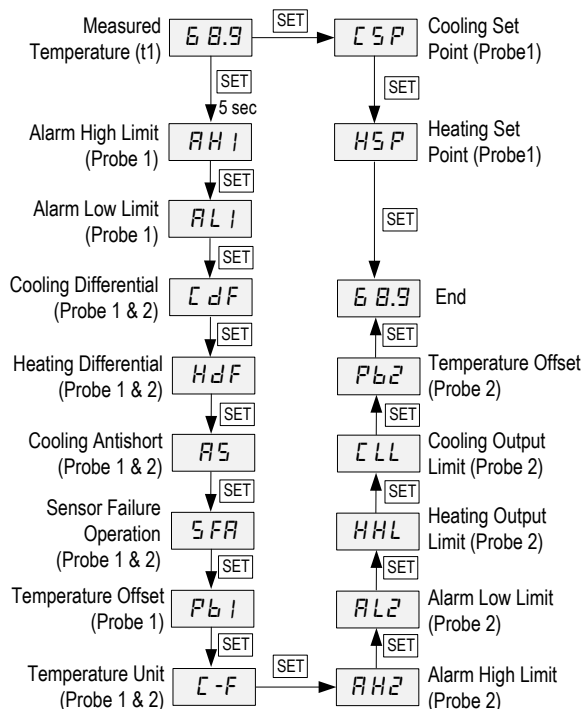 Measured
Temperature (t1)
68.9
SET
CSP
Cooling Set
Point (Probe1)
SET
5 sec
SET
Alarm High Limit
(Probe 1)
AH1
HSP
Heating Set
Point (Probe1)
SET
Alarm Low Limit
(Probe 1)
AL1
SET
SET
Cooling Differential
(Probe 1 & 2)
CdF
68.9
End
SET
SET
Heating Differential
(Probe 1 & 2)
HdF
Pb2
Temperature Offset
(Probe 2)
SET
SET
Cooling Antishort
(Probe 1 & 2)
AS
CLL
Cooling Output
Limit (Probe 2)
SET
SET
Sensor Failure
Operation
(Probe 1 & 2)
SFA
HHL
Heating Output
Limit (Probe 2)
SET
SET
Temperature Offset
(Probe 1)
Pb1
AL2
Alarm Low Limit
(Probe 2)
SET
SET
Temperature Unit
(Probe 1 & 2)
C-F
SET
AH2
Alarm High Limit
(Probe 2)